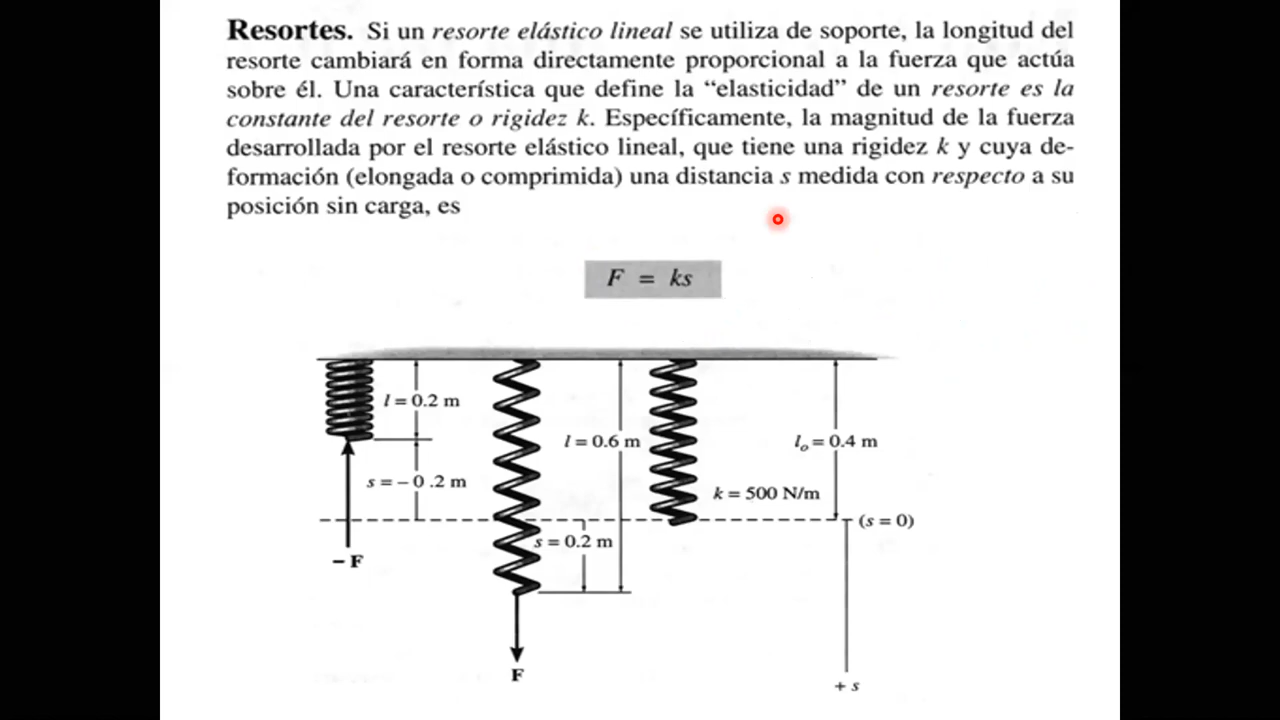 Resortes. Si un resorte elástico lineal se utiliza de soporte, la longitud del
resorte cambiará en forma directamente proporcional a la fuerza que actúa
sobre él. Una característica que define la “elasticidad” de un resorte es la
constante del resorte o rigidez k. Específicamente, la magnitud de la fuerza
desarrollada por el resorte elástico lineal, que tiene una rigidez k y cuya de-
formación (elongada o comprimida) una distancia s medida con respecto a su
posición sin carga, es
F = ks
l = 0.2 m
l = 0.6 m
lo = 0.4 m
s = – 0 .2 m
k = 500 N/m
(s = 0)
s = 0.2 m
– F
F
+ s